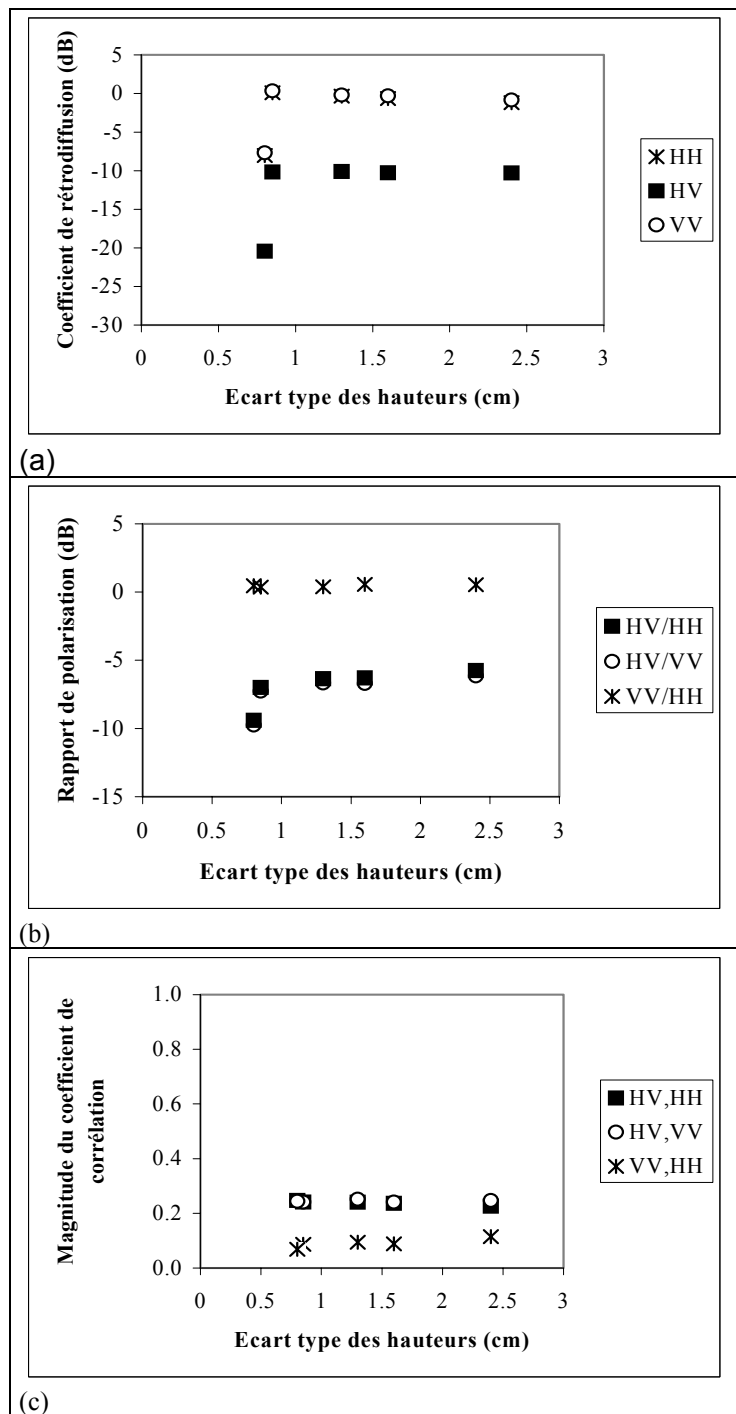 Coefficient de rétrodiffusion (dB)
5
0
-5
-10
-15
-20
-25
-30
0 0.5 1 1.5 2 2.5 3
Ecart type des hauteurs (cm)
HH
HV
VV
(a)
Rapport de polarisation (dB)
5
0
-5
-10
-15
0 0.5 1 1.5 2 2.5 3
Ecart type des hauteurs (cm)
HV/HH
HV/VV
VV/HH
(b)
Magnitude du coefficient de
corrélation
1.0
0.8
0.6
0.4
0.2
0.0
0 0.5 1 1.5 2 2.5 3
Ecart type des hauteurs (cm)
HV,HH
HV,VV
VV,HH
(c)